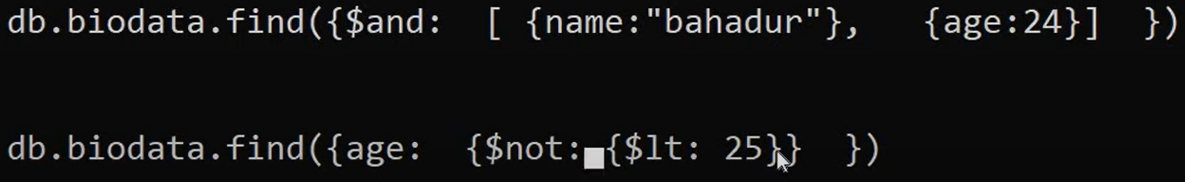 db.biodata.find({$and:  [ {name:"bahadur"},   {age:24}]  })
db.biodata.find({age:  {$not: {$lt: 25}}  })